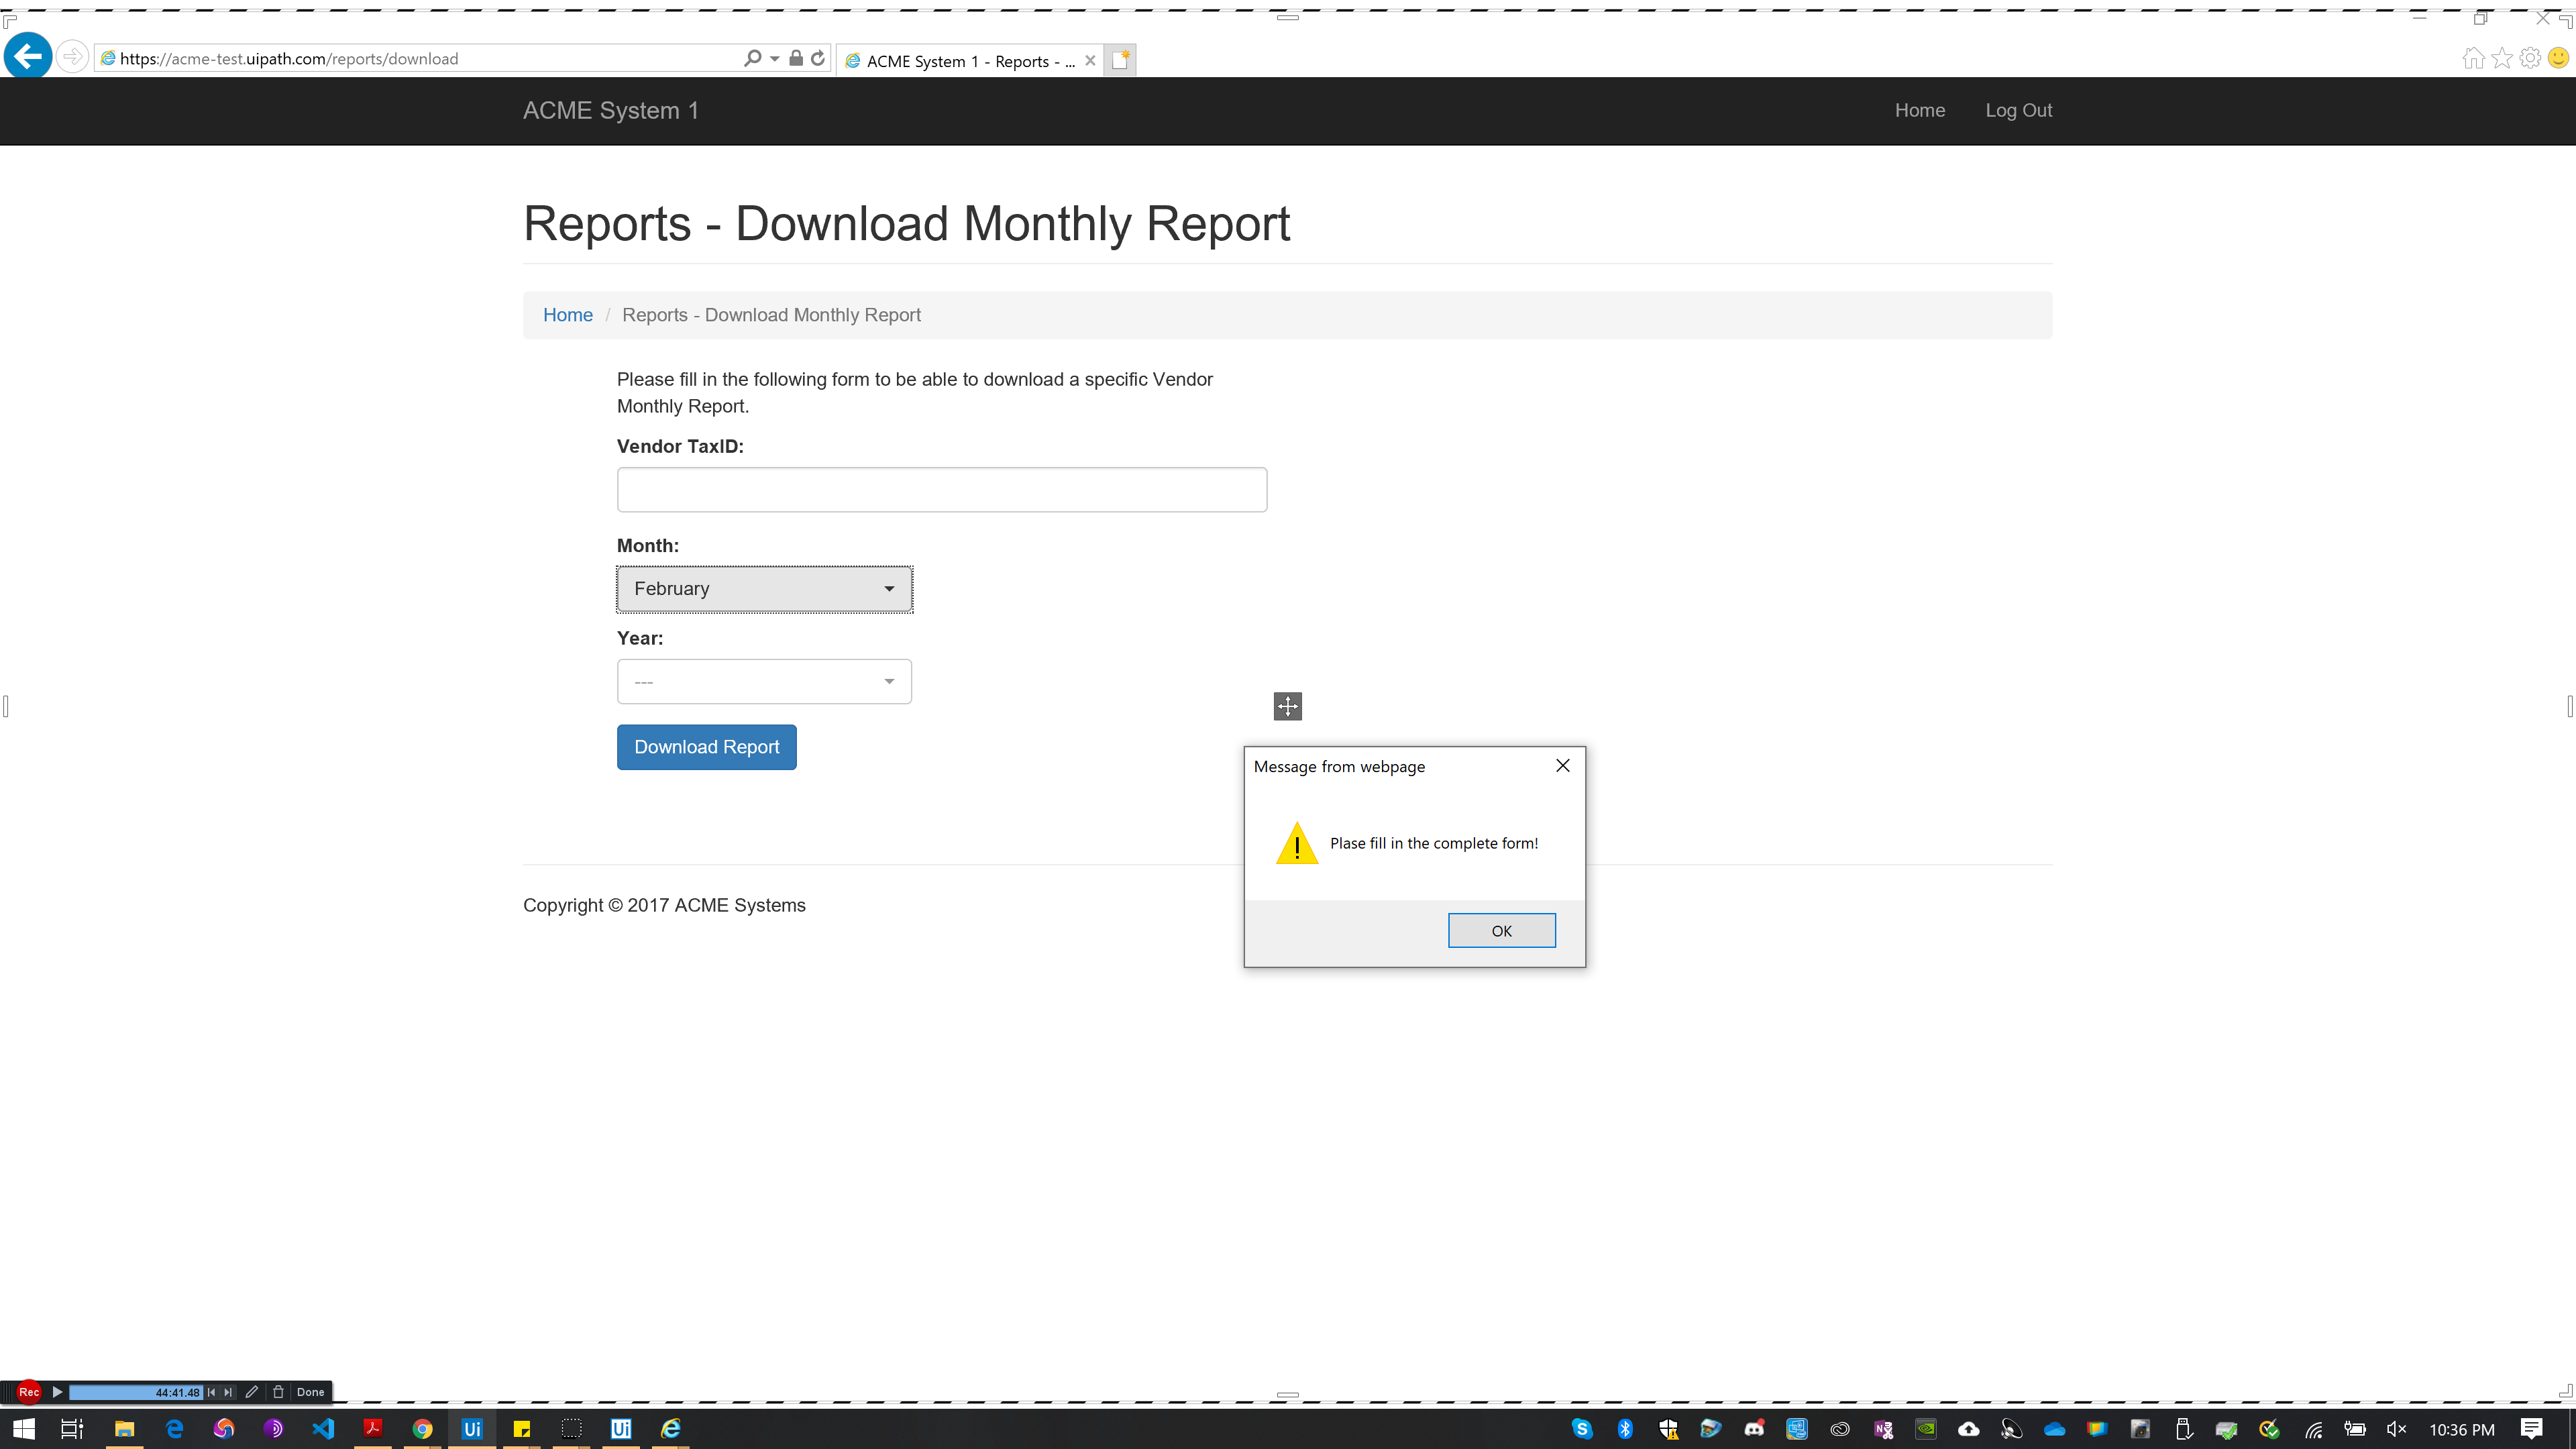 https://acme-test.uipath.com/reports/download
ACME System 1 - Reports - ...
ACME System 1
Home
Log Out
Reports - Download Monthly Report
Home / Reports - Download Monthly Report
Please fill in the following form to be able to download a specific Vendor
Monthly Report.
Vendor TaxID:
Month:
February
Year:
---
Download Report
Message from webpage
Plase fill in the complete form!
OK
Copyright © 2017 ACME Systems
Rec
44:41.48
Done
Ui
Ui
10:36 PM